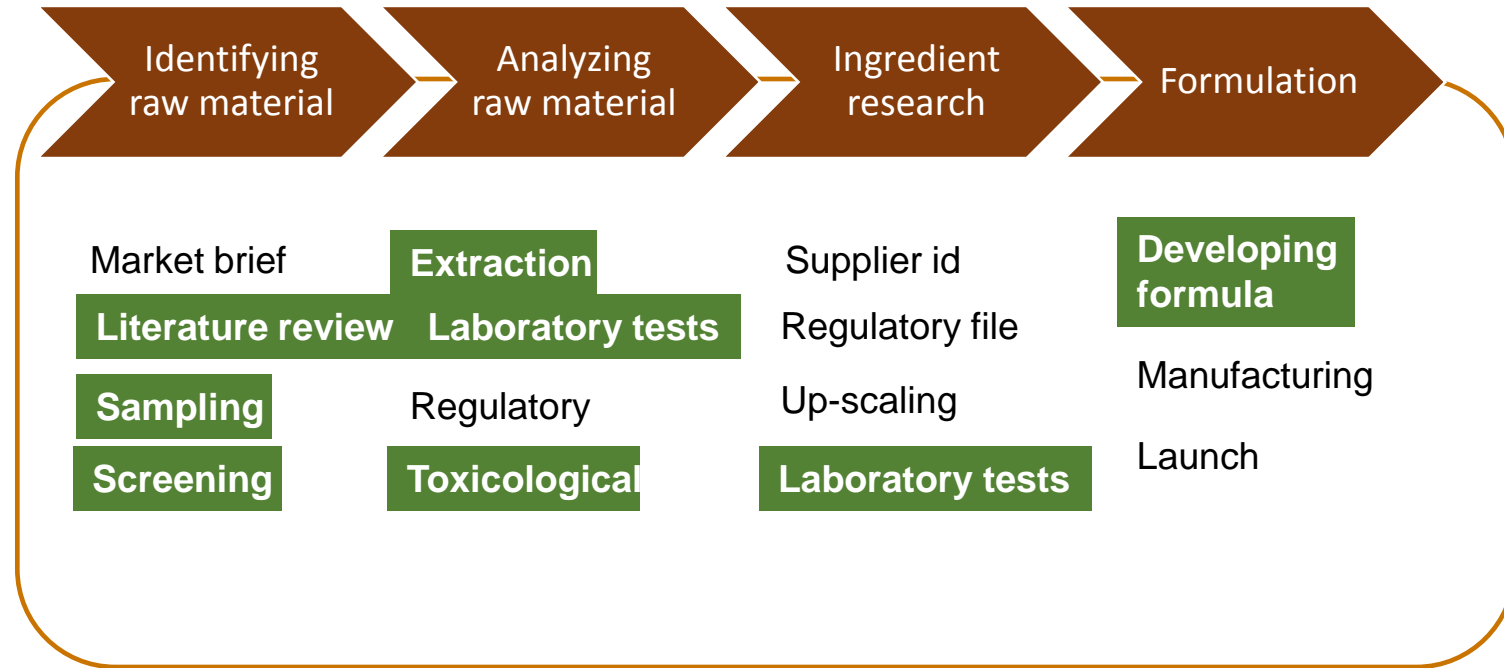 Identifying
raw material
Analyzing
raw material
Ingredient
research
Formulation
Market brief
Literature review
Sampling
Screening
Extraction
Laboratory tests
Regulatory
Toxicological
Supplier id
Regulatory file
Up-scaling
Laboratory tests
Developing
formula
Manufacturing
Launch